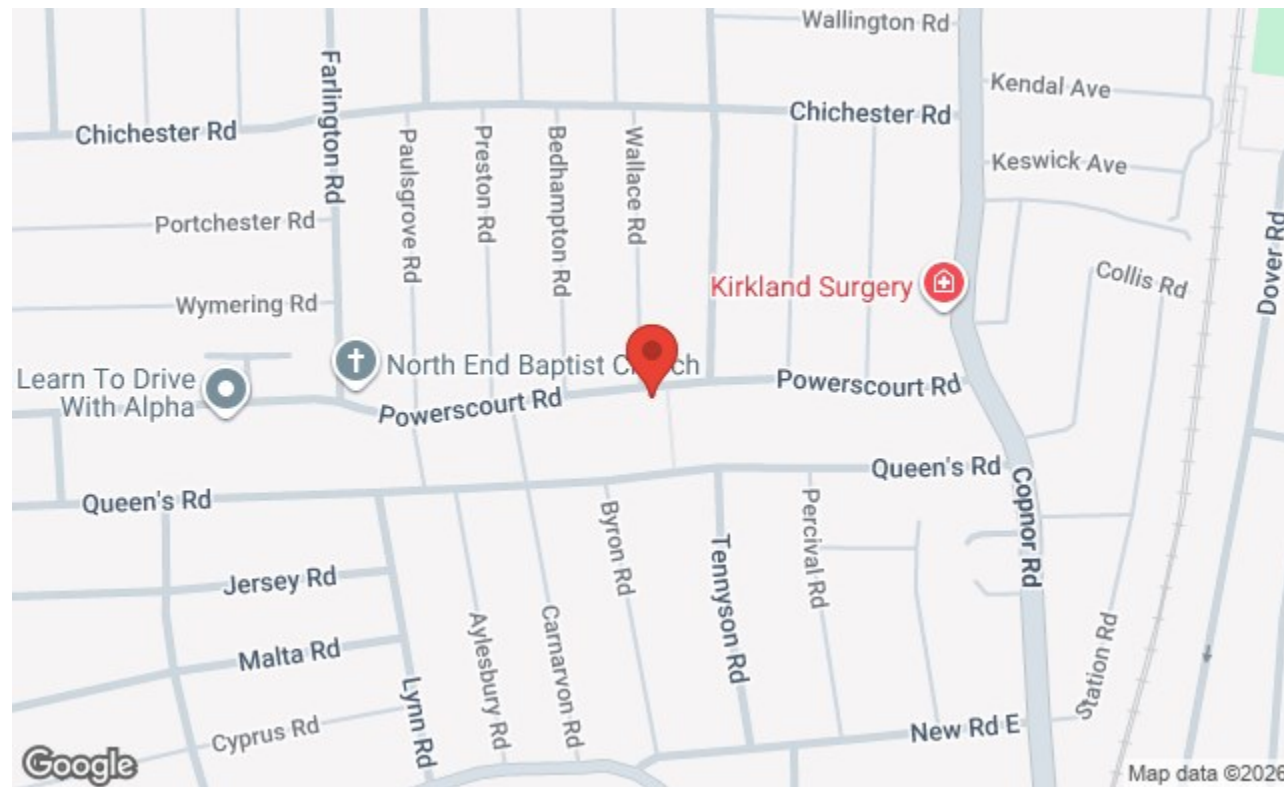 Wallington Rd
Kendal Ave
Chichester Rd
Chichester Rd
Farlington Rd
Paulsgrove Rd
Preston Rd
Bedhampton Rd
Wallace Rd
Keswick Ave
Portchester Rd
Dover Rd
Collis Rd
Kirkland Surgery
Wymering Rd
North End Baptist Church
Learn To Drive
With Alpha
Powerscourt Rd
Powerscourt Rd
Queen's Rd
Queen's Rd
Copnor Rd
Byron Rd
Percival Rd
Tennyson Rd
Jersey Rd
Carnarvon Rd
Aylesbury Rd
Malta Rd
Station Rd
Lynn Rd
Cyprus Rd
New Rd E
Google
Map data ©2026